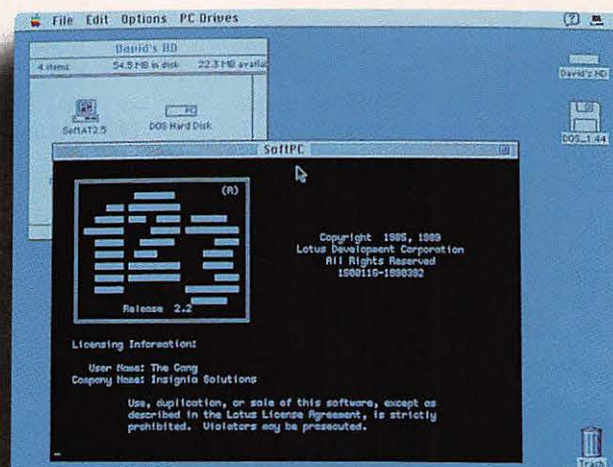 File Edit Options PC Drives
David's HD
4 items 54.5 MB in disk 22.3 MB availab
SoftAT2.5
DOS Hard Disk
David's HD
DOS_1.44
SoftPC
(R)
123
Release 2.2
Copyright 1985, 1989
Lotus Development Corporation
All Rights Reserved
1S00116-1990392
Licensing Information:
User Name: The Gang
Company Name: Insignia Solutions
Use, duplication, or sale of this software, except as
described in the Lotus License Agreement, is strictly
prohibited. Violators may be prosecuted.
Trash